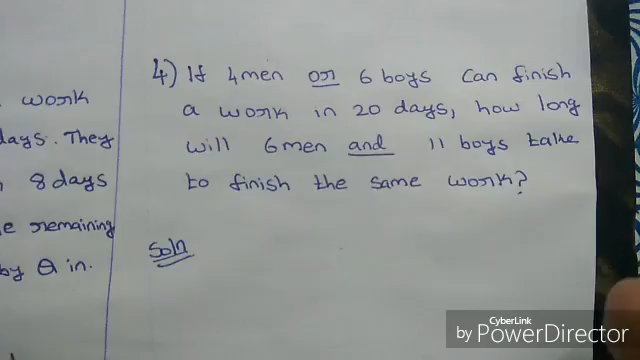 work
days. They
8 days
e remaining
by Q in.
4) If 4men or 6 boys can finish
a work in 20 days, how long
will 6men and 11 boys take
to finish the same work?
Soln
CyberLink
by PowerDirector